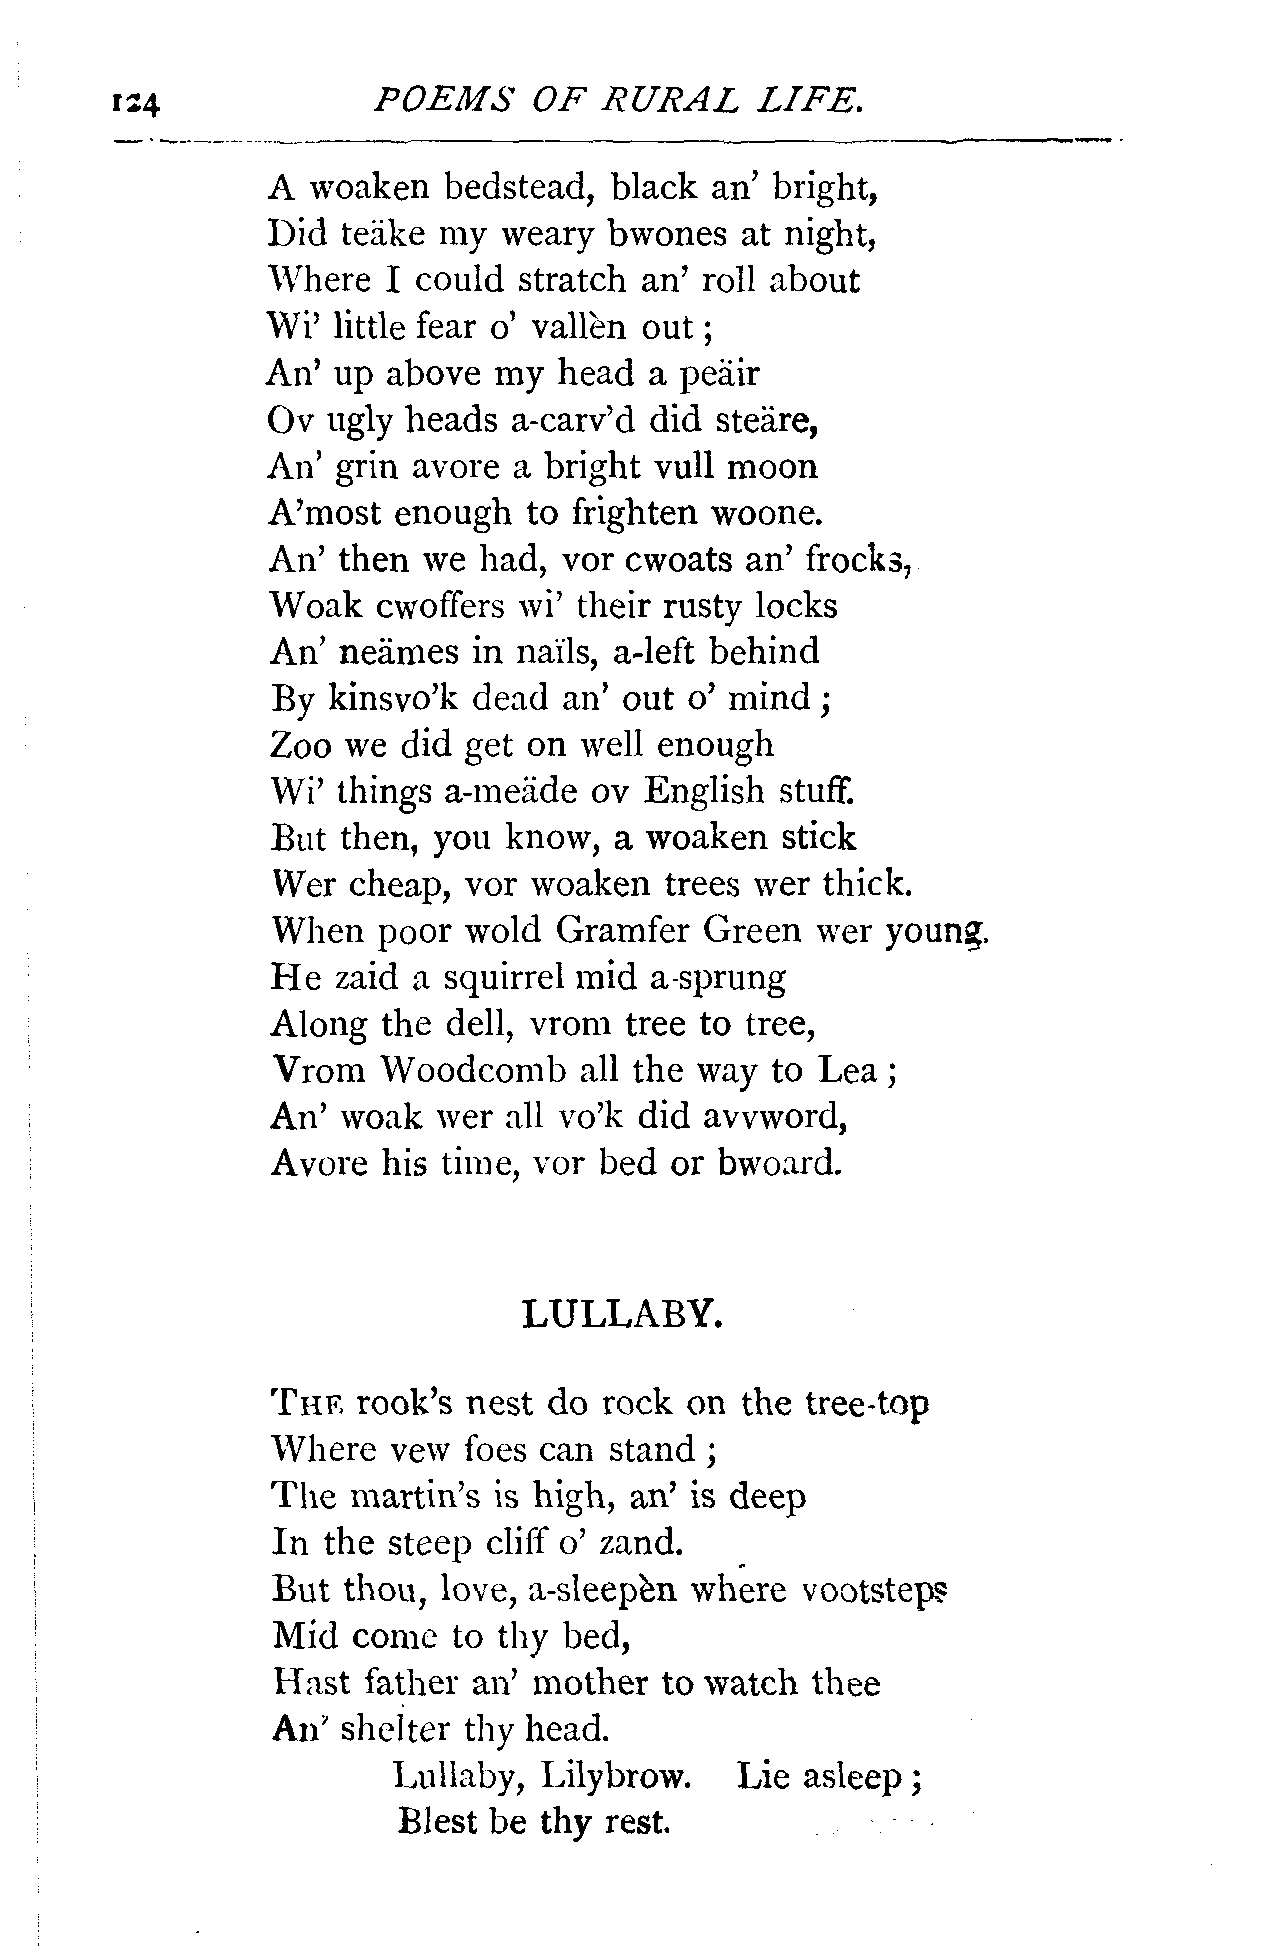 124 POEMS OF RURAL LIFE.
A woaken bedstead, black an' bright,
Did teäke my weary bwones at night,
Where I could stratch an' roll about
Wi' little fear o' vallèn out ;
An' up above my head a peäir
Ov ugly heads a-carv'd did steäre,
An' grin avore a bright vull moon
A'most enough to frighten woone.
An' then we had, vor cwoats an' frocks,
Woak cwoffers wi' their rusty locks
An' neämes in naïls, a-left behind
By kinsvo'k dead an' out o' mind ;
Zoo we did get on well enough
Wi' things a-meäde ov English stuff.
But then, you know, a woaken stick
Wer cheap, vor woaken trees wer thick.
When poor wold Gramfer Green wer young.
He zaid a squirrel mid a-sprung
Along the dell, vrom tree to tree,
Vrom Woodcomb all the way to Lea ;
An' woak wer all vo'k did avvword,
Avore his time, vor bed or bwoard.
LULLABY.
THE rook's nest do rock on the tree-top
Where vew foes can stand ;
The martin's is high, an' is deep
In the steep cliff o' zand.
But thou, love, a-sleepèn where vootsteps
Mid come to thy bed,
Hast father an' mother to watch thee
An' shelter thy head.
Lullaby, Lilybrow. Lie asleep ;
Blest be thy rest.